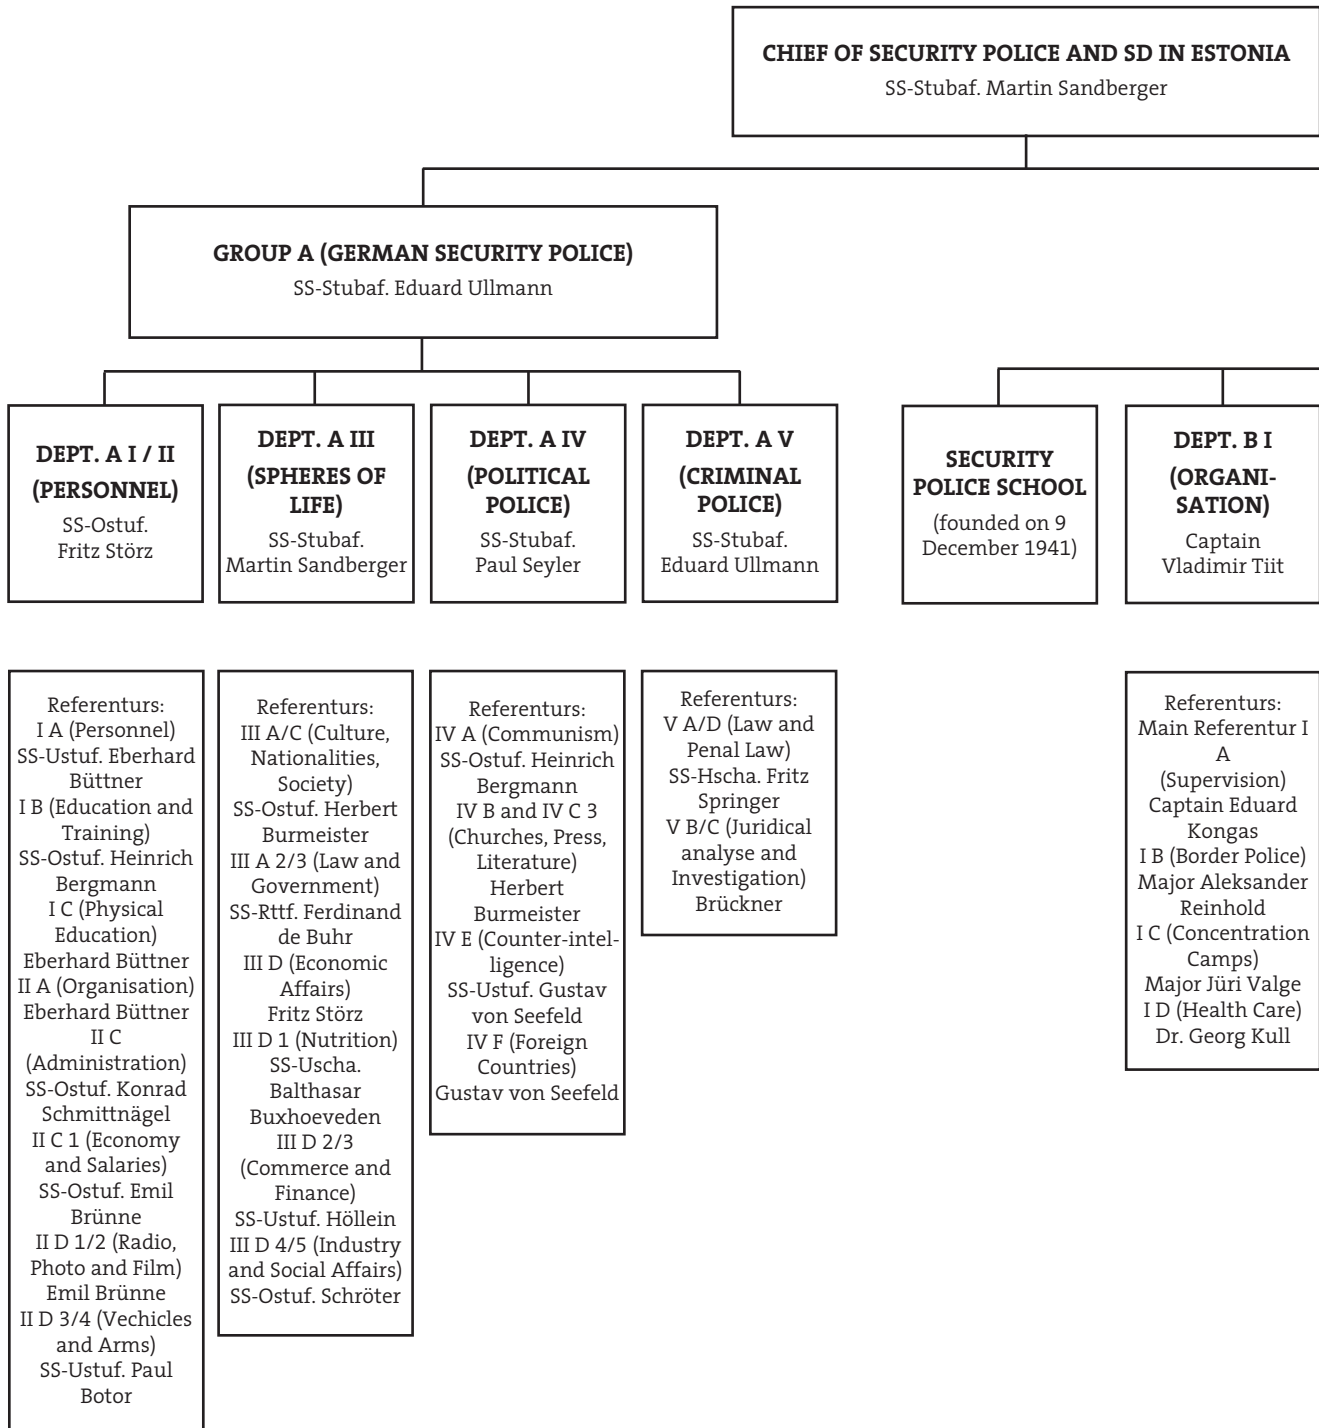 CHIEF OF SECURITY POLICE AND SD IN ESTONIA
SS-Stubaf. Martin Sandberger
GROUP A (GERMAN SECURITY POLICE)
SS-Stubaf. Eduard Ullmann
DEPT. A I / II
(PERSONNEL)
SS-Ostuf.
Fritz Störz
DEPT. A III
(SPHERES OF
LIFE)
SS-Stubaf.
Martin Sandberger
DEPT. A IV
(POLITICAL
POLICE)
SS-Stubaf.
Paul Seyler
DEPT. A V
(CRIMINAL
POLICE)
SS-Stubaf.
Eduard Ullmann
SECURITY
POLICE SCHOOL
(founded on 9
December 1941)
DEPT. B I
(ORGANI-
SATION)
Captain
Vladimir Tiit
Referenturs:
I A (Personnel)
SS-Ustuf. Eberhard
Büttner
I B (Education and
Training)
SS-Ostuf. Heinrich
Bergmann
I C (Physical
Education)
Eberhard Büttner
II A (Organisation)
Eberhard Büttner
II C
(Administration)
SS-Ostuf. Konrad
Schmittnägel
II C 1 (Economy
and Salaries)
SS-Ostuf. Emil
Brünne
II D 1/2 (Radio,
Photo and Film)
Emil Brünne
II D 3/4 (Vechicles
and Arms)
SS-Ustuf. Paul
Botor
Referenturs:
III A/C (Culture,
Nationalities,
Society)
SS-Ostuf. Herbert
Burmeister
III A 2/3 (Law and
Government)
SS-Rttf. Ferdinand
de Buhr
III D (Economic
Affairs)
Fritz Störz
III D 1 (Nutrition)
SS-Uscha.
Balthasar
Buxhoeveden
III D 2/3
(Commerce and
Finance)
SS-Ustuf. Höllein
III D 4/5 (Industry
and Social Affairs)
SS-Ostuf. Schröter
Referenturs:
IV A (Communism)
SS-Ostuf. Heinrich
Bergmann
IV B and IV C 3
(Churches, Press,
Literature)
Herbert
Burmeister
IV E (Counter-intel-
ligence)
SS-Ustuf. Gustav
von Seefeld
IV F (Foreign
Countries)
Gustav von Seefeld
Referenturs:
V A/D (Law and
Penal Law)
SS-Hscha. Fritz
Springer
V B/C (Juridical
analyse and
Investigation)
Brückner
Referenturs:
Main Referentur I
A
(Supervision)
Captain Eduard
Kongas
I B (Border Police)
Major Aleksander
Reinhold
I C (Concentration
Camps)
Major Jüri Valge
I D (Health Care)
Dr. Georg Kull